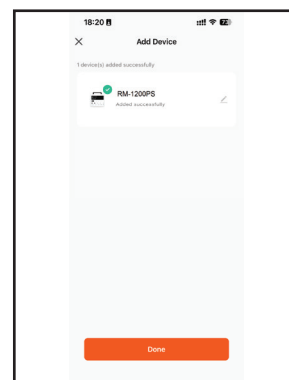 18:20
Add Device
1 device(s) added successfully
RM-1200PS
Added successfully
Done